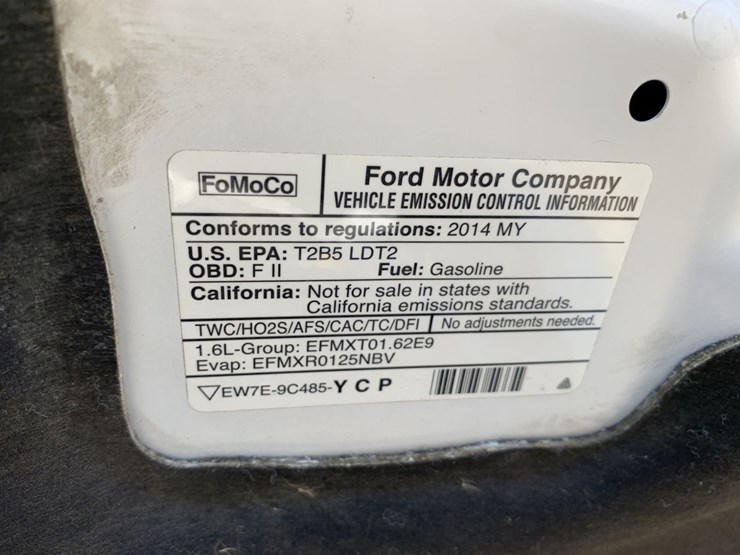 FoMoCo
Ford Motor Company
VEHICLE EMISSION CONTROL INFORMATION
Conforms to regulations: 2014 MY
U.S. EPA: T2B5 LDT2
OBD: F II Fuel: Gasoline
California: Not for sale in states with
California emissions standards.
TWC/HO2S/AFS/CAC/TC/DFI No adjustments needed.
1.6L-Group: EFMXT01.62E9
Evap: EFMXR0125NBV
EW7E-9C485-Y C P